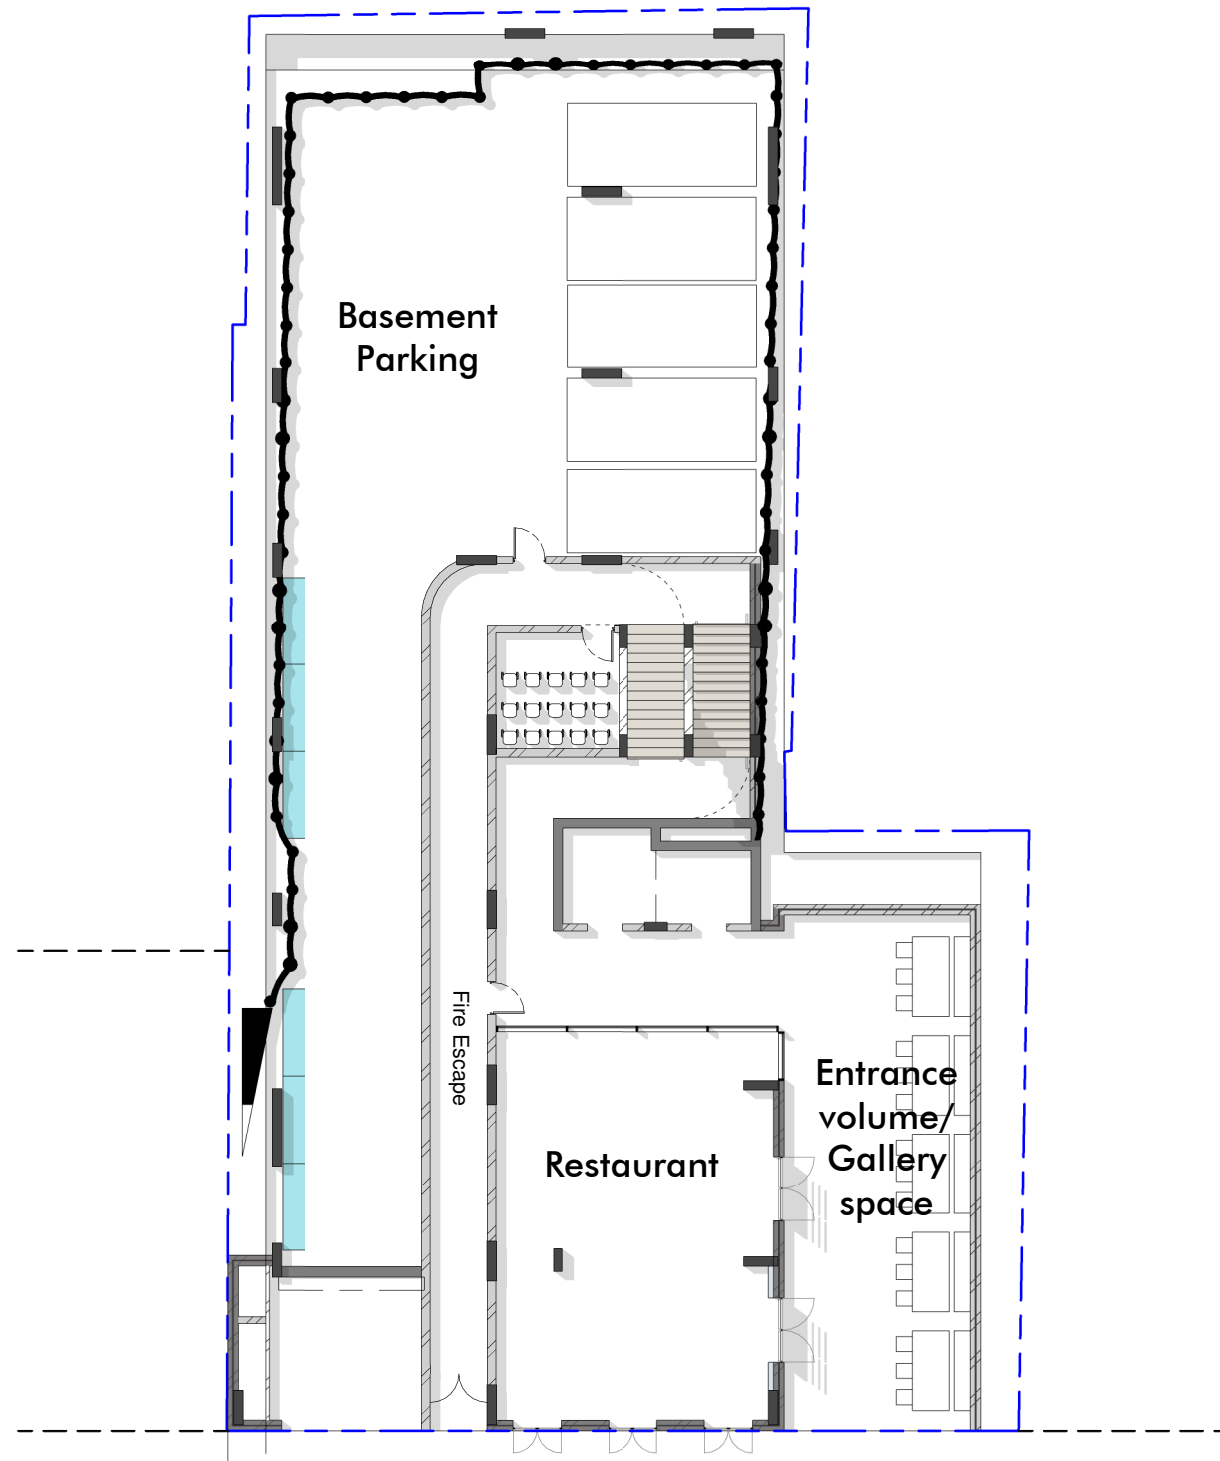 Basement
Parking
Fire Escape
Entrance
volume/
Gallery
space
Restaurant